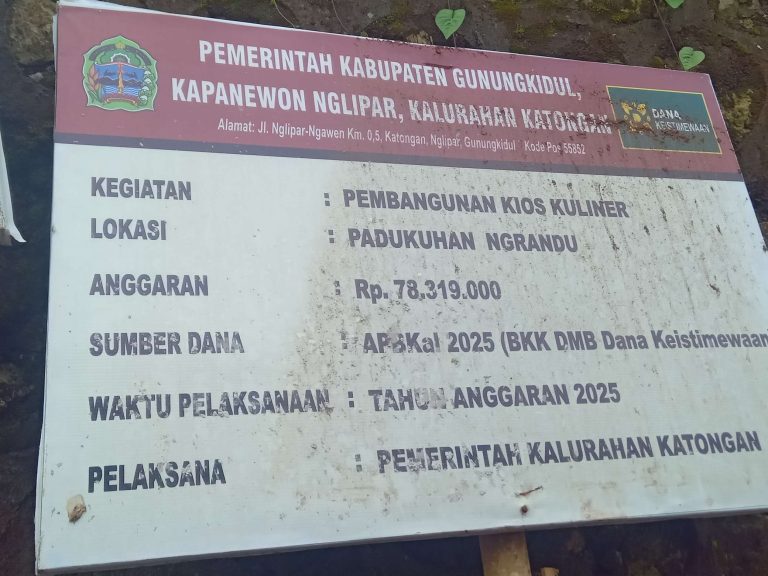 PEMERINTAH KABUPATEN GUNUNGKIDUL,
KAPANEWON NGLIPAR, KALURAHAN KATONGAN
Alamat: Jl. Nglipar-Ngawen Km. 0,5, Katongan, Nglipar, Gunungkidul Kode Pos 55852
DANA
KEISTIMEWAAN
KEGIATAN : PEMBANGUNAN KIOS KULINER
LOKASI : PADUKUHAN NGRANDU
ANGGARAN : Rp. 78.319.000
SUMBER DANA : APBKal 2025 (BKK DMB Dana Keistimewaan)
WAKTU PELAKSANAAN : TAHUN ANGGARAN 2025
PELAKSANA : PEMERINTAH KALURAHAN KATONGAN